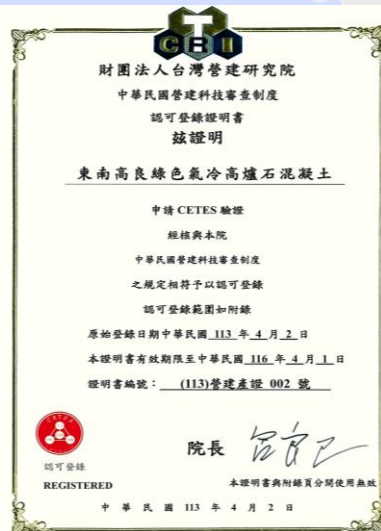 TCRI
財團法人台灣營建研究院
中華民國營建科技審查制度
認可登錄證明書
茲證明
東南高良綠色氣冷高爐石混凝土
申請 CETES 驗證
經核與本院
中華民國營建科技審查制度
之規定相符予以認可登錄
認可登錄範圍如附錄
原始登錄日期中華民國 113 年 4 月 2 日
本證明書有效期限至中華民國 116 年 4 月 1 日
證明書編號： (113)營建產證 002 號
CETES
認可登錄
REGISTERED
院長
本證明書與附錄頁分開使用無效
中 華 民 國 113 年 4 月 2 日